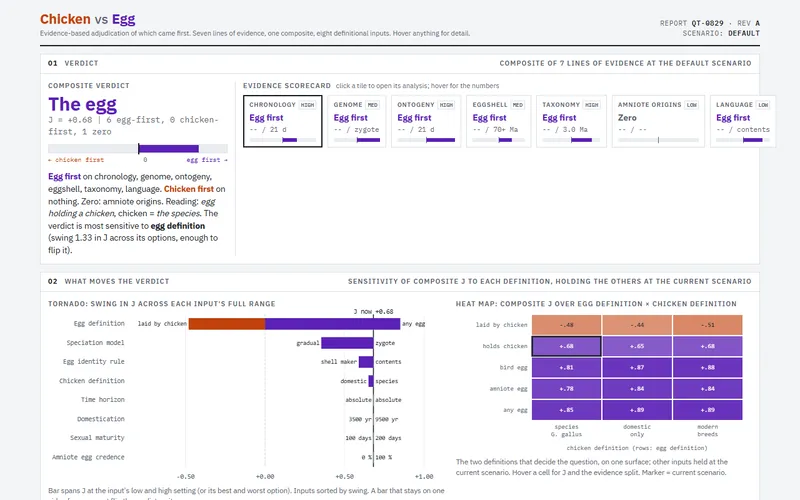 Chicken vs Egg
Evidence-based adjudication of which came first. Seven lines of evidence, one composite, eight definitional inputs. Hover anything for detail.
REPORT QT-0829 · REV A
SCENARIO: DEFAULT
01 VERDICT
COMPOSITE OF 7 LINES OF EVIDENCE AT THE DEFAULT SCENARIO
COMPOSITE VERDICT
The egg
J = +0.68 | 6 egg-first, 0 chicken-
first, 1 zero
← chicken first
0
egg first →
Egg first on chronology, genome, ontogeny,
eggshell, taxonomy, language. Chicken first on
nothing. Zero: amniote origins. Reading: egg
holding a chicken, chicken = the species. The
verdict is most sensitive to egg definition
(swing 1.33 in J across its options, enough to
flip it).
EVIDENCE SCORECARD click a tile to open its analysis; hover for the numbers
CHRONOLOGY HIGH
Egg first
-- / 21 d
GENOME MED
Egg first
-- / zygote
ONTOGENY HIGH
Egg first
-- / 21 d
EGGSHELL MED
Egg first
-- / 70+ Ma
TAXONOMY HIGH
Egg first
-- / 3.0 Ma
AMNIOTE ORIGINS LOW
Zero
-- / --
LANGUAGE LOW
Egg first
-- / contents
02 WHAT MOVES THE VERDICT
SENSITIVITY OF COMPOSITE J TO EACH DEFINITION, HOLDING THE OTHERS AT THE CURRENT SCENARIO
TORNADO: SWING IN J ACROSS EACH INPUT'S FULL RANGE
J now +0.68
Egg definition laid by chicken any egg
Speciation model gradual zygote
Egg identity rule shell maker contents
Chicken definition domestic species
Time horizon absolute absolute
Domestication 3500 yr 9500 yr
Sexual maturity 100 days 200 days
Amniote egg credence 0 % 100 %
-0.50 +0.00 +0.50 +1.00
Bar spans J at the input's low and high setting (or its best and worst option). Inputs sorted by swing. A bar that stays on one
HEAT MAP: COMPOSITE J OVER EGG DEFINITION × CHICKEN DEFINITION
laid by chicken -.48 -.44 -.51
holds chicken +.68 +.65 +.68
bird egg +.81 +.87 +.88
amniote egg +.78 +.84 +.84
any egg +.85 +.89 +.89
species domestic modern
G. gallus only breeds
chicken definition (rows: egg definition)
The two definitions that decide the question, on one surface; other inputs held at the
current scenario. Hover a cell for J and the evidence split. Marker = current scenario.